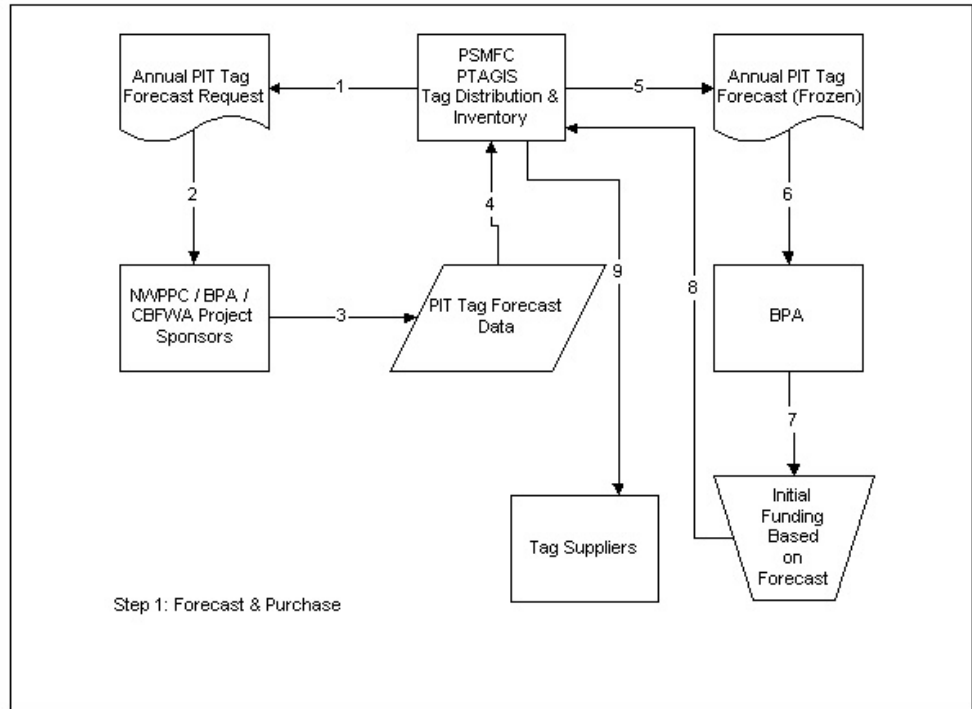 Annual PIT Tag
Forecast Request
1
PSMFC
PTAGIS
Tag Distribution &
Inventory
5
Annual PIT Tag
Forecast (Frozen)
2
4
6
NWPPC / BPA /
CBFWA Project
Sponsors
3
PIT Tag Forecast
Data
9
8
BPA
7
Tag Suppliers
Initial
Funding
Based
on
Forecast
Step 1: Forecast & Purchase